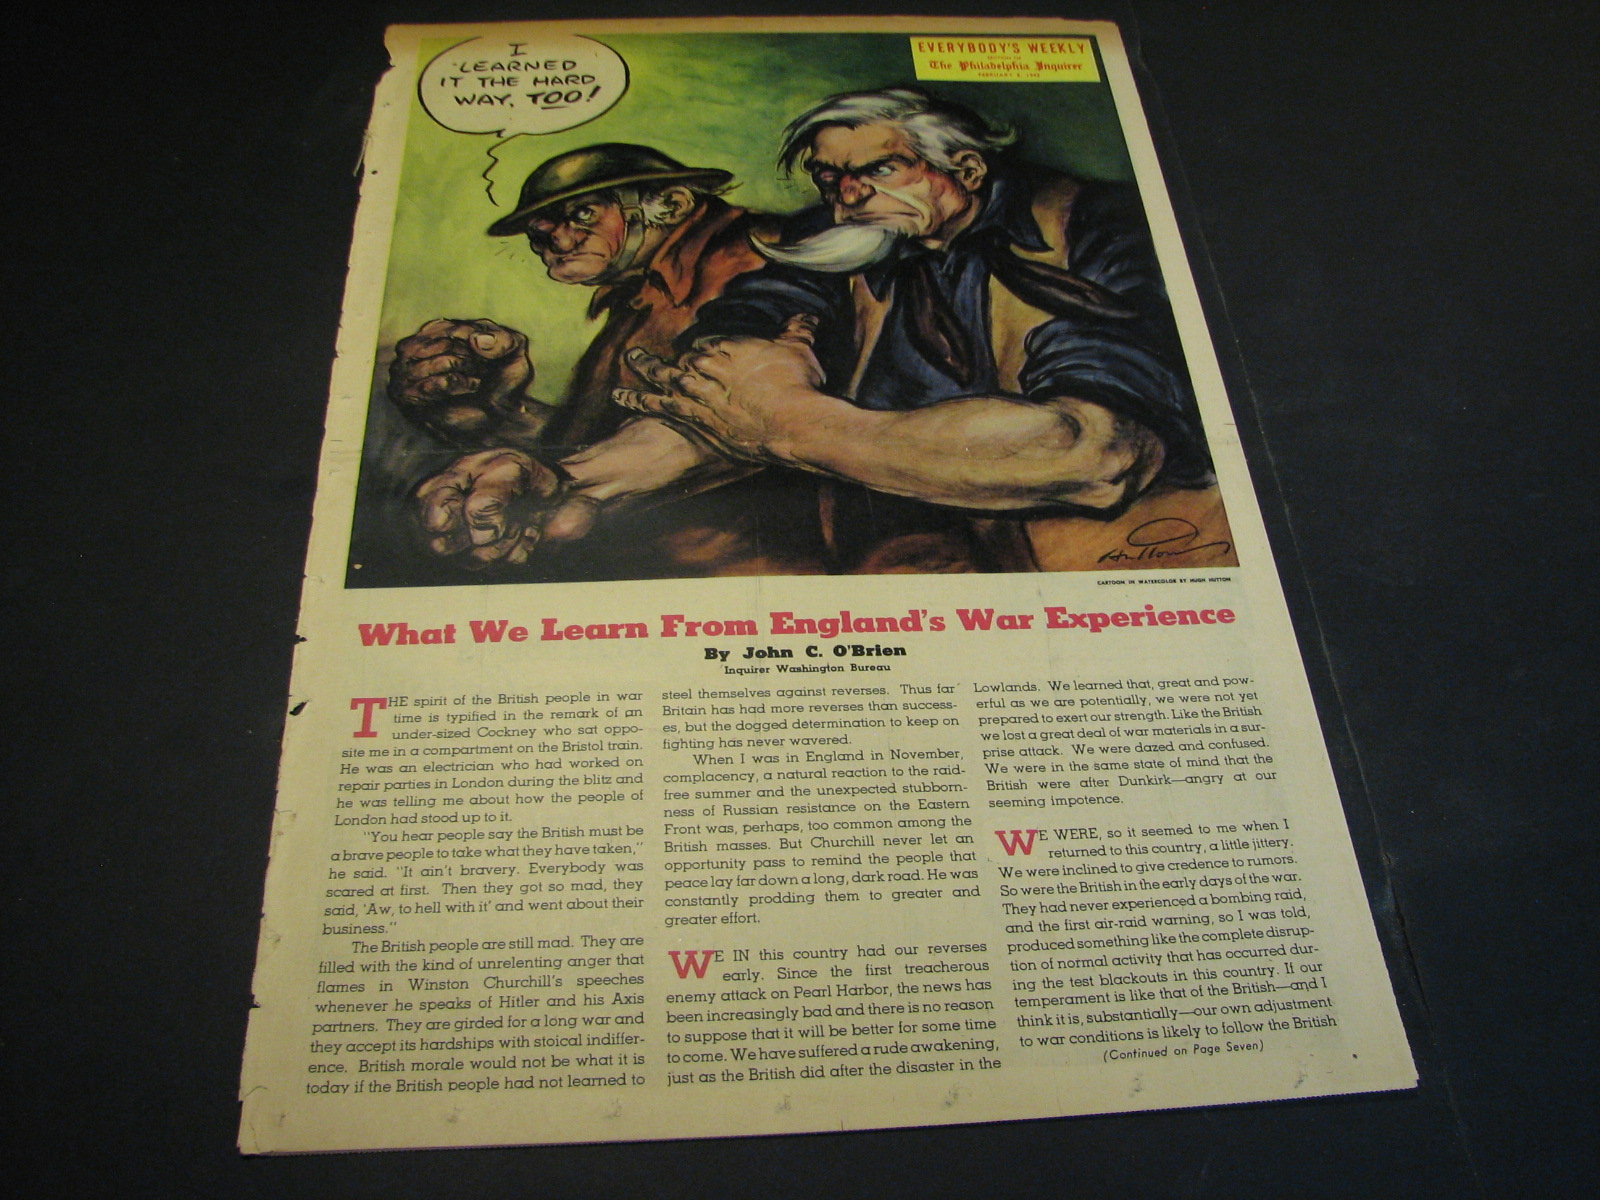 I
LEARNED
IT THE HARD
WAY, TOO!
EVERYBODY'S WEEKLY
SECTION OF
The Philadelphia Inquirer
CARTOON IN WATERCOLOR BY HUGH HUTTON
What We Learn From England's War Experience
By John C. O'Brien
Inquirer Washington Bureau
THE spirit of the British people in war
time is typified in the remark of an
under-sized Cockney who sat oppo-
site me in a compartment on the Bristol train.
He was an electrician who had worked on
repair parties in London during the blitz and
he was telling me about how the people of
London had stood up to it.
"You hear people say the British must be
a brave people to take what they have taken,"
he said. "It ain't bravery. Everybody was
scared at first. Then they got so mad, they
said, 'Aw, to hell with it' and went about their
business."
The British people are still mad. They are
filled with the kind of unrelenting anger that
flames in Winston Churchill's speeches
whenever he speaks of Hitler and his Axis
partners. They are girded for a long war and
they accept its hardships with stoical indiffer-
ence. British morale would not be what it is
today if the British people had not learned to
steel themselves against reverses. Thus far
Britain has had more reverses than success-
es, but the dogged determination to keep on
fighting has never wavered.
When I was in England in November,
complacency, a natural reaction to the raid-
free summer and the unexpected stubborn-
ness of Russian resistance on the Eastern
Front was, perhaps, too common among the
British masses. But Churchill never let an
opportunity pass to remind the people that
peace lay far down a long, dark road. He was
constantly prodding them to greater and
greater effort.
WE IN this country had our reverses
early. Since the first treacherous
enemy attack on Pearl Harbor, the news has
been increasingly bad and there is no reason
to suppose that it will be better for some time
to come. We have suffered a rude awakening,
just as the British did after the disaster in the
Lowlands. We learned that, great and pow-
erful as we are potentially, we were not yet
prepared to exert our strength. Like the British
we lost a great deal of war materials in a sur-
prise attack. We were dazed and confused.
We were in the same state of mind that the
British were after Dunkirk—angry at our
seeming impotence.
WE WERE, so it seemed to me when I
returned to this country, a little jittery.
We were inclined to give credence to rumors.
So were the British in the early days of the war.
They had never experienced a bombing raid,
and the first air-raid warning, so I was told,
produced something like the complete disrup-
tion of normal activity that has occurred dur-
ing the test blackouts in this country. If our
temperament is like that of the British—and I
think it is, substantially—our own adjustment
to war conditions is likely to follow the British
(Continued on Page Seven)